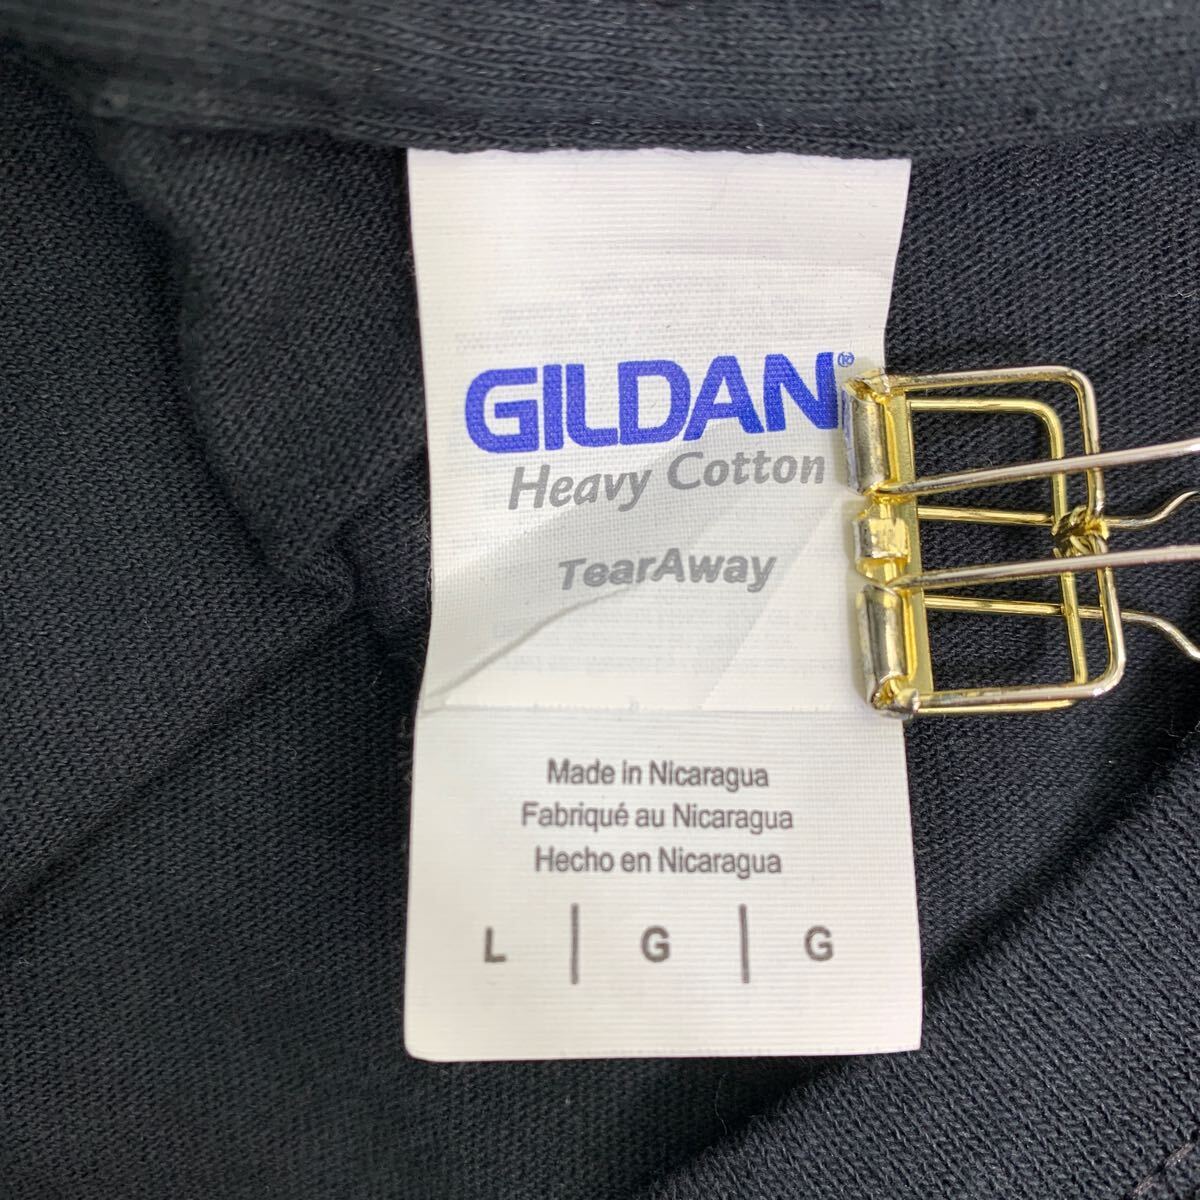 GILDAN®
Heavy Cotton
TearAway
Made in Nicaragua
Fabriqué au Nicaragua
Hecho en Nicaragua
L | G | G